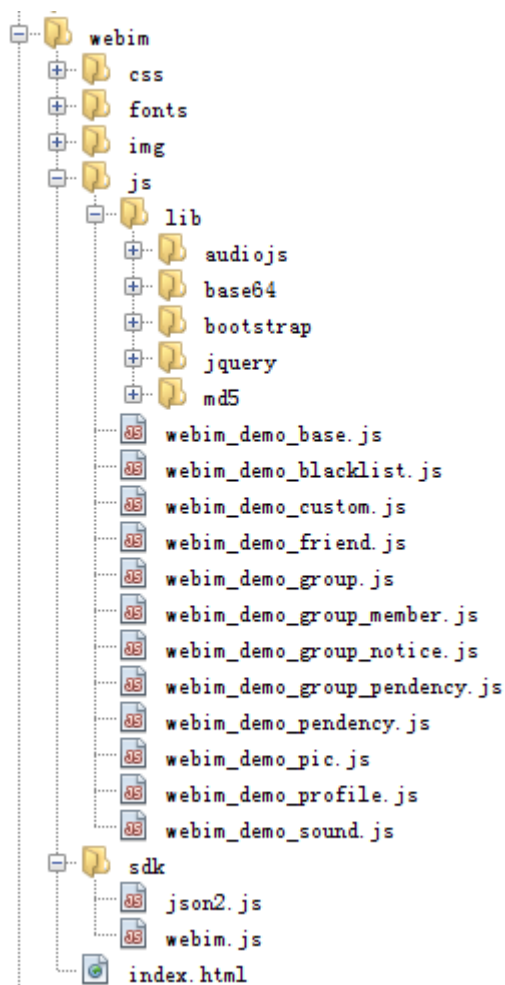 webim
css
fonts
img
js
lib
audiojs
base64
bootstrap
jquery
md5
webim_demo_base.js
webim_demo_blacklist.js
webim_demo_custom.js
webim_demo_friend.js
webim_demo_group.js
webim_demo_group_member.js
webim_demo_group_notice.js
webim_demo_group_pendency.js
webim_demo_pendency.js
webim_demo_pic.js
webim_demo_profile.js
webim_demo_sound.js
sdk
json2.js
webim.js
index.html